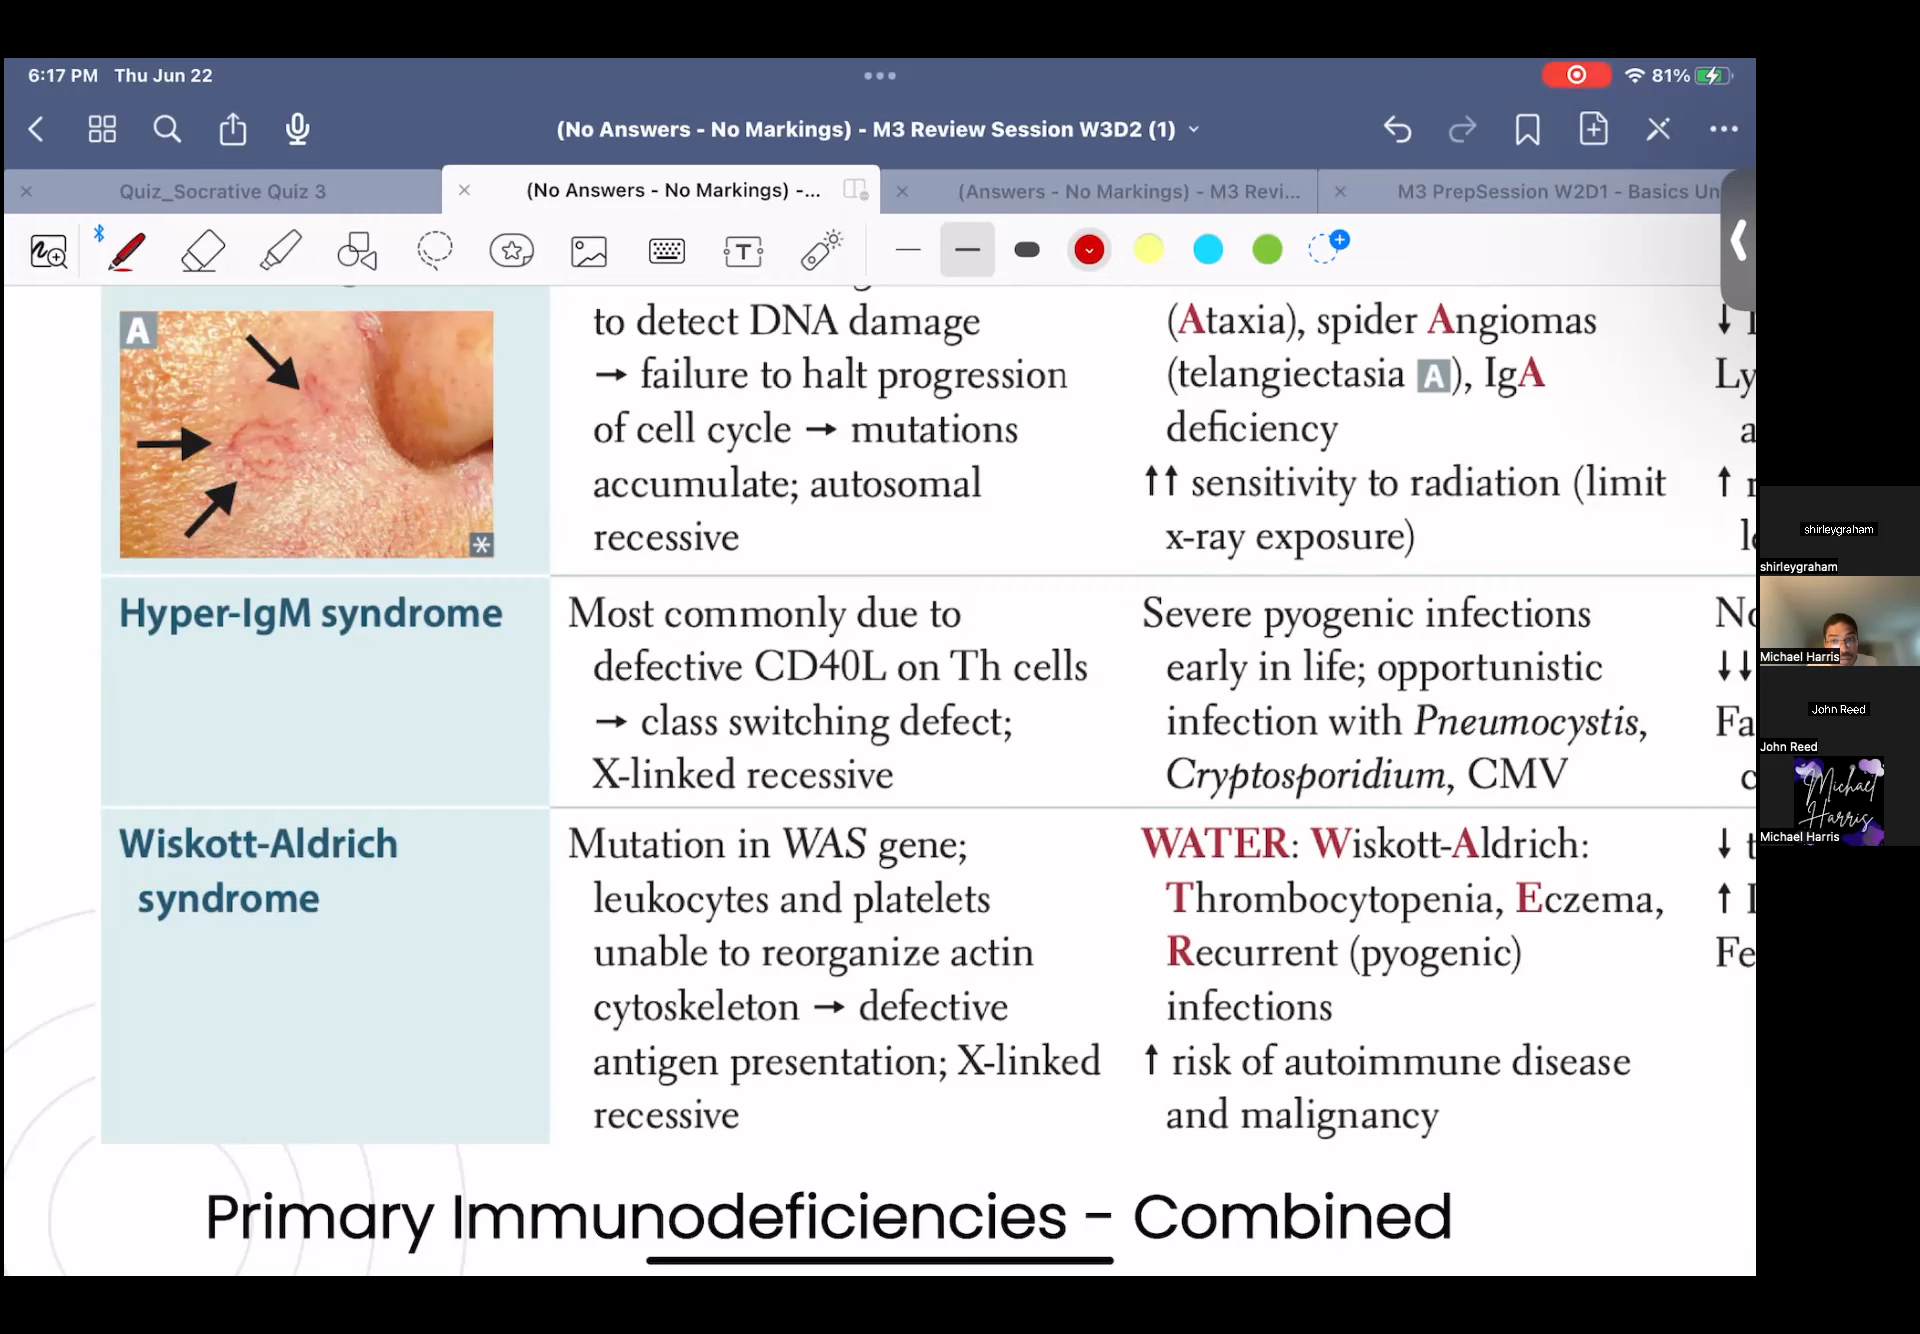 6:17 PM Thu Jun 22
81%
(No Answers - No Markings) - M3 Review Session W3D2 (1)
Quiz_Socrative Quiz 3
(No Answers - No Markings) -...
(Answers - No Markings) - M3 Revi...
M3 PrepSession W2D1 - Basics Un
T
A
to detect DNA damage
→ failure to halt progression
of cell cycle → mutations
accumulate; autosomal
recessive
(Ataxia), spider Angiomas
(telangiectasia A), IgA
deficiency
↑↑ sensitivity to radiation (limit
x-ray exposure)
↓
Ly
a
↑
Hyper-IgM syndrome
Most commonly due to
defective CD40L on Th cells
→ class switching defect;
X-linked recessive
Severe pyogenic infections
early in life; opportunistic
infection with Pneumocystis,
Cryptosporidium, CMV
No
↓↓
Fa
c
Wiskott-Aldrich
syndrome
Mutation in WAS gene;
leukocytes and platelets
unable to reorganize actin
cytoskeleton → defective
antigen presentation; X-linked
recessive
WATER: Wiskott-Aldrich:
Thrombocytopenia, Eczema,
Recurrent (pyogenic)
infections
↑ risk of autoimmune disease
and malignancy
↓ t
↑
Fe
Primary Immunodeficiencies - Combined
shirleygraham
shirleygraham
Michael Harris
John Reed
John Reed
Michael
Harris
Michael Harris